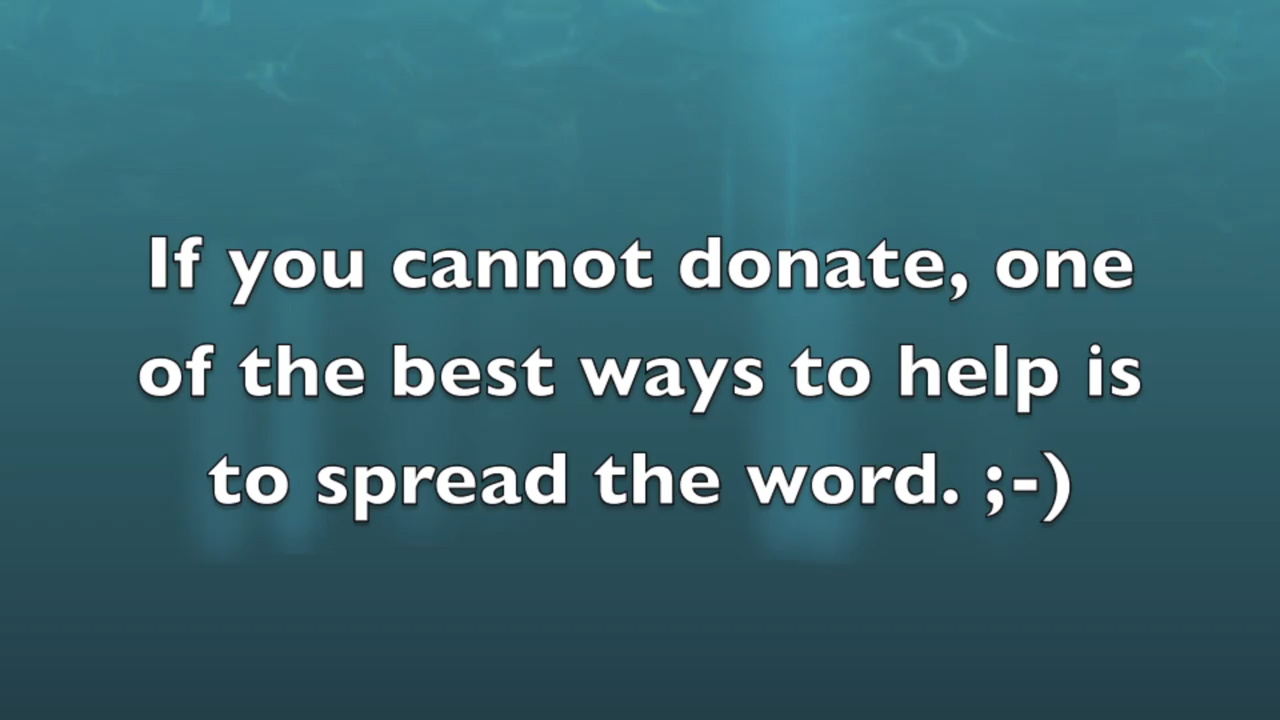 If you cannot donate, one
of the best ways to help is
to spread the word. ;-)